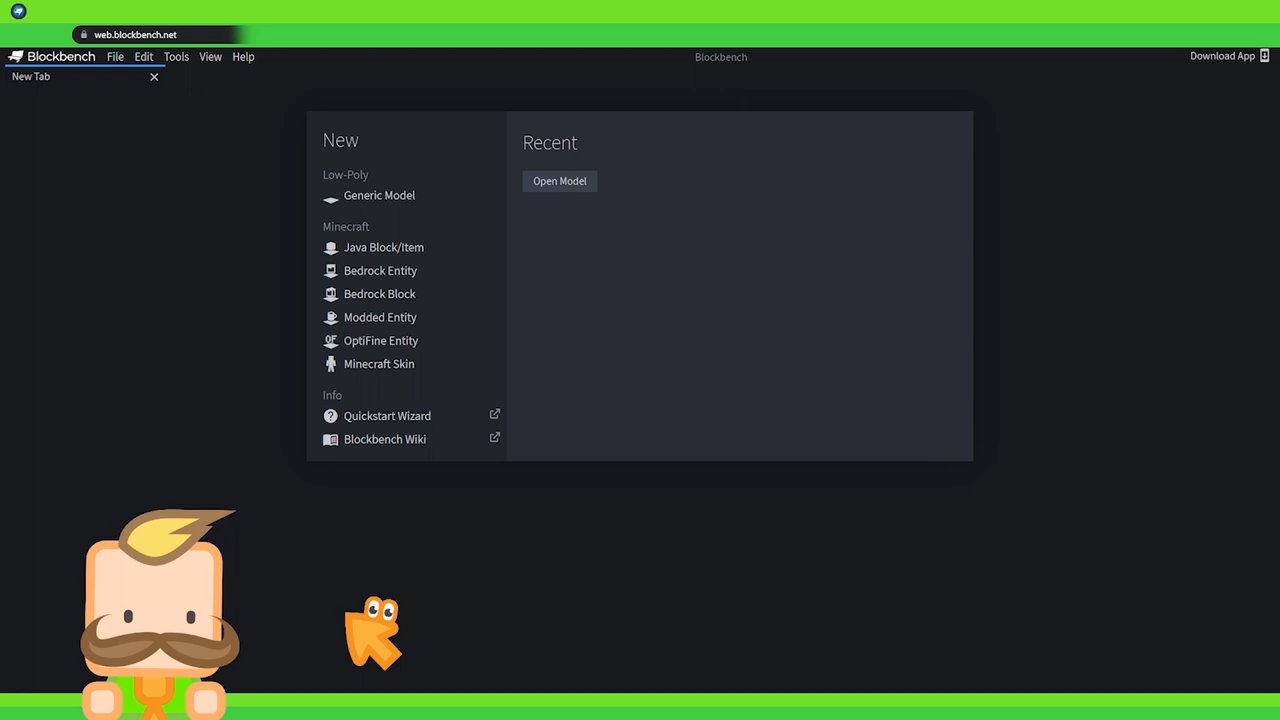 web.blockbench.net
Blockbench File Edit Tools View Help Blockbench Download App
New Tab
New
Low-Poly
Generic Model
Minecraft
Java Block/Item
Bedrock Entity
Bedrock Block
Modded Entity
OF OptiFine Entity
Minecraft Skin
Info
? Quickstart Wizard
Blockbench Wiki
Recent
Open Model